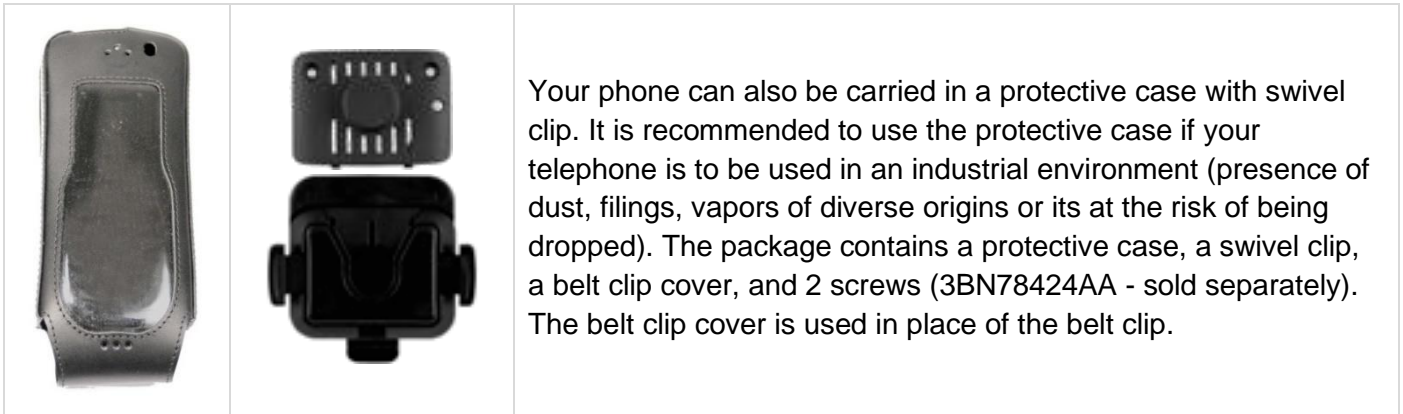 Your phone can also be carried in a protective case with swivel
clip. It is recommended to use the protective case if your
telephone is to be used in an industrial environment (presence of
dust, filings, vapors of diverse origins or its at the risk of being
dropped). The package contains a protective case, a swivel clip,
a belt clip cover, and 2 screws (3BN78424AA - sold separately).
The belt clip cover is used in place of the belt clip.